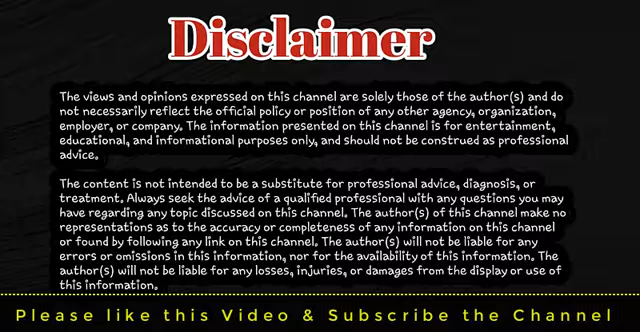 Disclaimer
The views and opinions expressed on this channel are solely those of the author(s) and do
not necessarily reflect the official policy or position of any other agency, organization,
employer, or company. The information presented on this channel is for entertainment,
educational, and informational purposes only, and should not be construed as professional
advice.
The content is not intended to be a substitute for professional advice, diagnosis, or
treatment. Always seek the advice of a qualified professional with any questions you may
have regarding any topic discussed on this channel. The author(s) of this channel make no
representations as to the accuracy or completeness of any information on this channel
or found by following any link on this channel. The author(s) will not be liable for any
errors or omissions in this information, nor for the availability of this information. The
author(s) will not be liable for any losses, injuries, or damages from the display or use of
this information.
Please like this Video & Subscribe the Channel